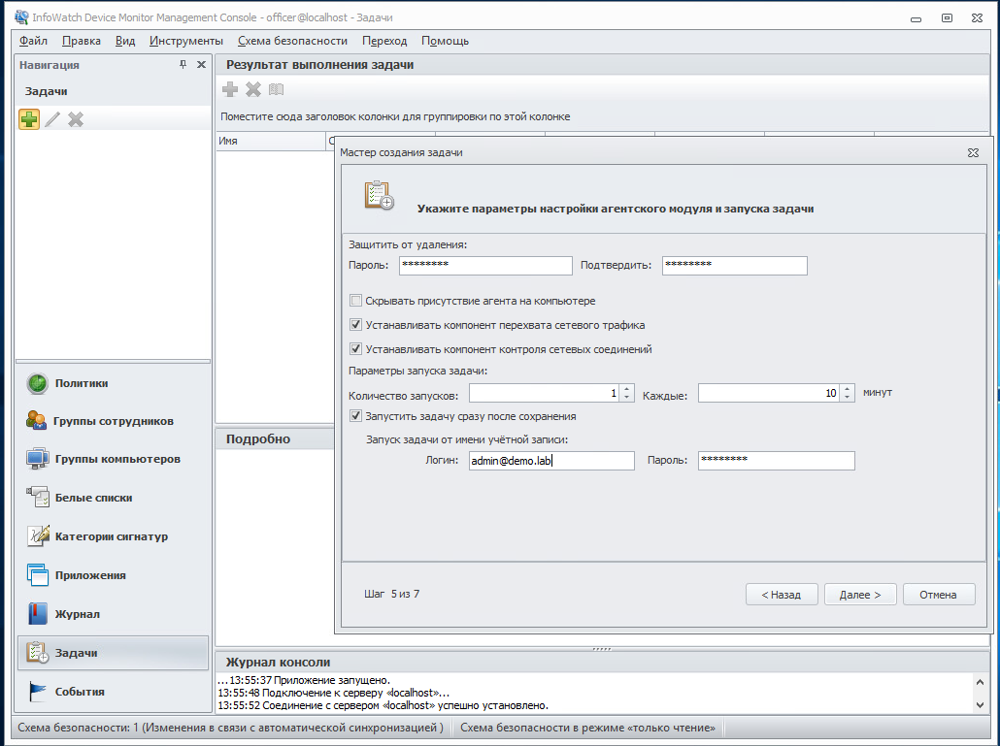 InfoWatch Device Monitor Management Console - officer@localhost - Задачи
Файл Правка Вид Инструменты Схема безопасности Переход Помощь
Навигация
Задачи
Результат выполнения задачи
Поместите сюда заголовок колонки для группировки по этой колонке
Имя
Мастер создания задачи
Укажите параметры настройки агентского модуля и запуска задачи
Защитить от удаления:
Пароль: ******** Подтвердить: ********
Скрывать присутствие агента на компьютере
Устанавливать компонент перехвата сетевого трафика
Устанавливать компонент контроля сетевых соединений
Параметры запуска задачи:
Количество запусков: 1 Каждые: 10 минут
Запустить задачу сразу после сохранения
Запуск задачи от имени учётной записи:
Логин: admin@demo.lab Пароль: ********
Шаг 5 из 7
< Назад Далее > Отмена
Политики
Группы сотрудников
Группы компьютеров
Белые списки
Категории сигнатур
Приложения
Журнал
Задачи
События
Подробно
Журнал консоли
...13:55:37 Приложение запущено.
13:55:48 Подключение к серверу «localhost»...
13:55:52 Соединение с сервером «localhost» успешно установлено.
Схема безопасности: 1 (Изменения в связи с автоматической синхронизацией ) Схема безопасности в режиме «только чтение»